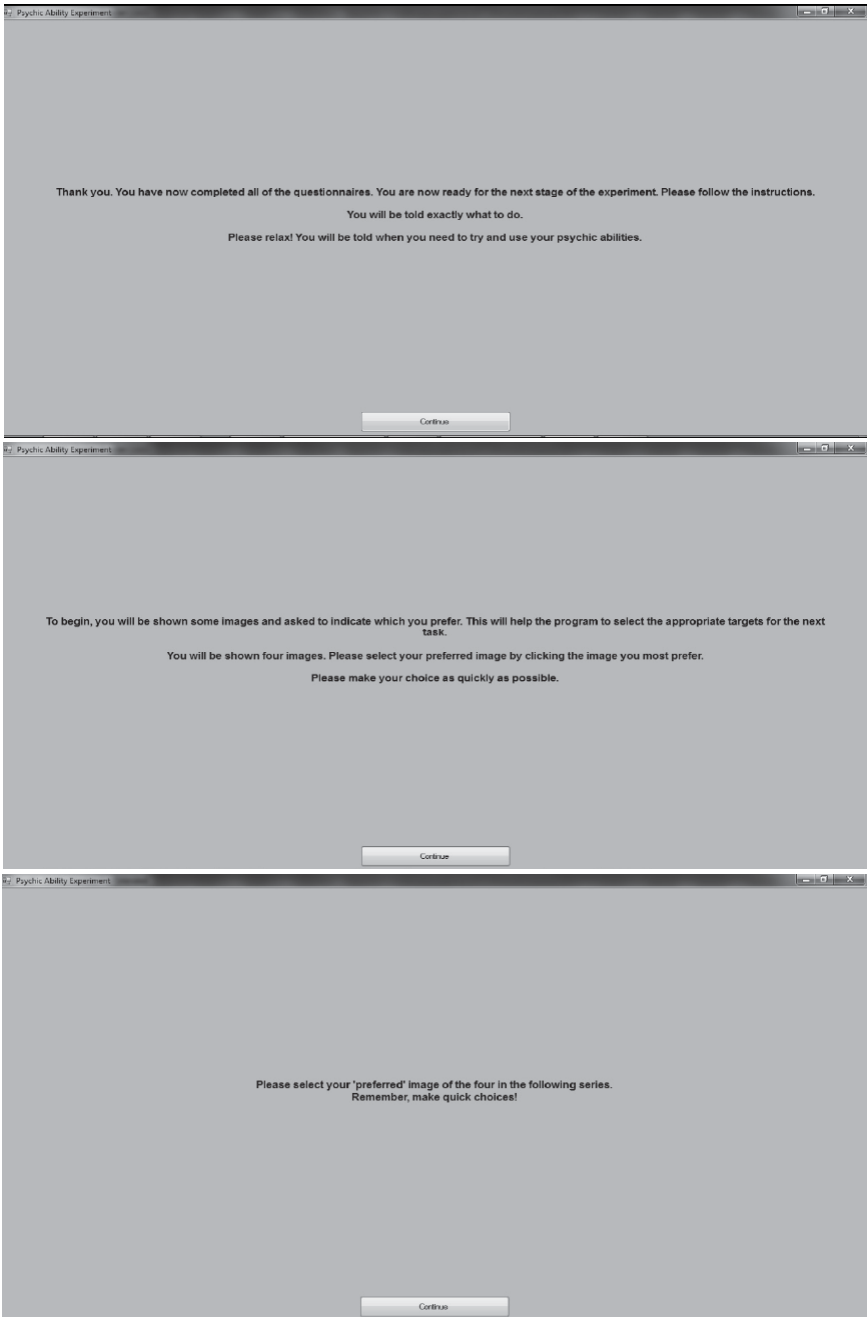 Psychic Ability Experiment
Thank you. You have now completed all of the questionnaires. You are now ready for the next stage of the experiment. Please follow the instructions.
You will be told exactly what to do.
Please relax! You will be told when you need to try and use your psychic abilities.
Continue
Psychic Ability Experiment
To begin, you will be shown some images and asked to indicate which you prefer. This will help the program to select the appropriate targets for the next
task.
You will be shown four images. Please select your preferred image by clicking the image you most prefer.
Please make your choice as quickly as possible.
Continue
Psychic Ability Experiment
Please select your 'preferred' image of the four in the following series.
Remember, make quick choices!
Continue